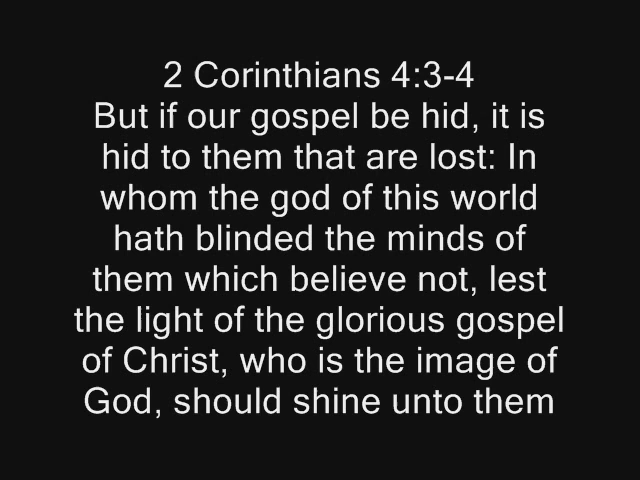 2 Corinthians 4:3-4
But if our gospel be hid, it is
hid to them that are lost: In
whom the god of this world
hath blinded the minds of
them which believe not, lest
the light of the glorious gospel
of Christ, who is the image of
God, should shine unto them